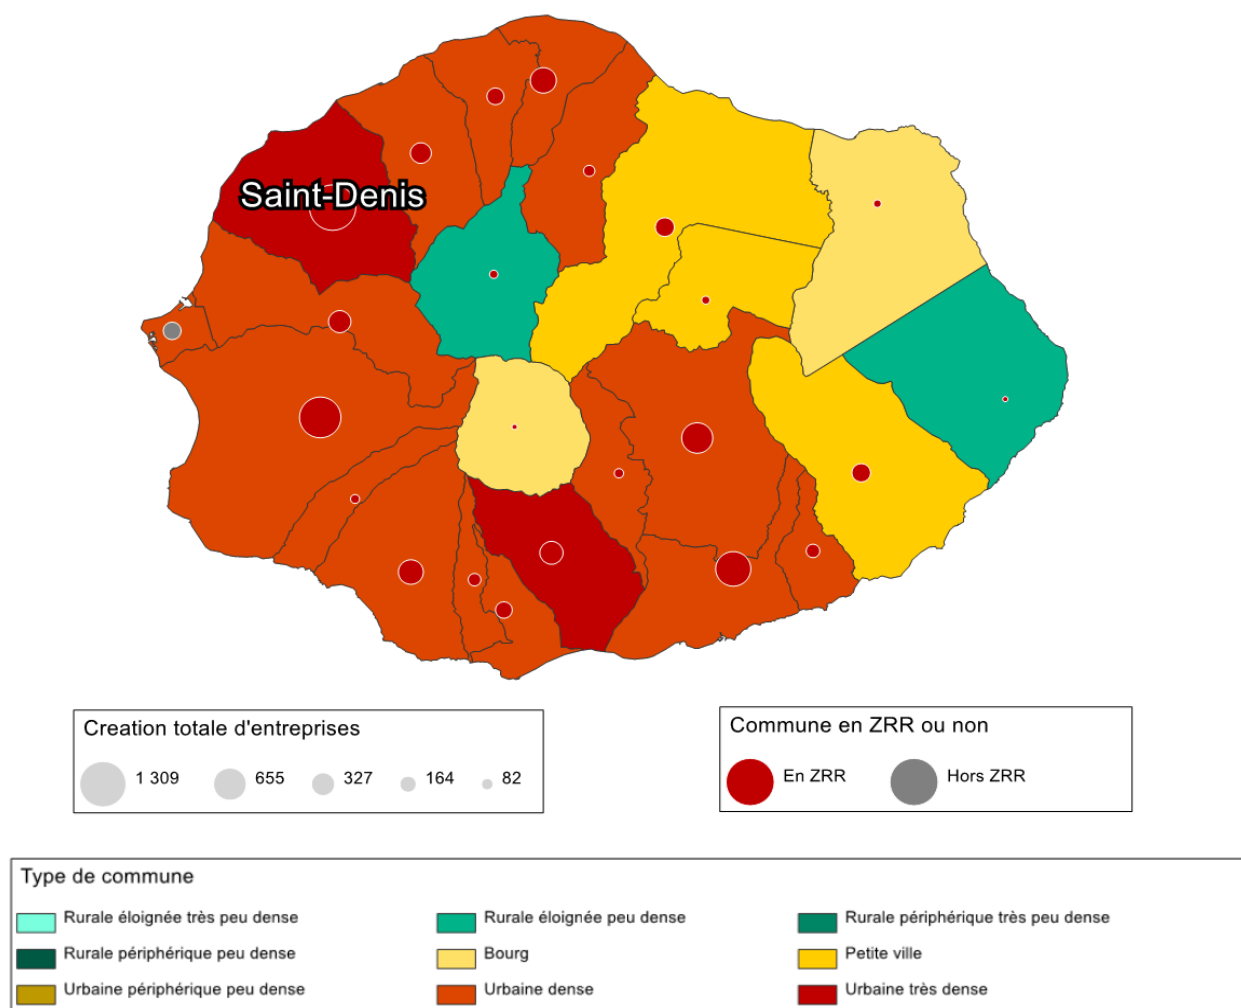 Saint-Denis
Creation totale d'entreprises
1 309 655 327 164 82
Commune en ZRR ou non
En ZRR Hors ZRR
Type de commune
Rurale éloignée très peu dense Rurale éloignée peu dense Rurale périphérique très peu dense
Rurale périphérique peu dense Bourg Petite ville
Urbaine périphérique peu dense Urbaine dense Urbaine très dense